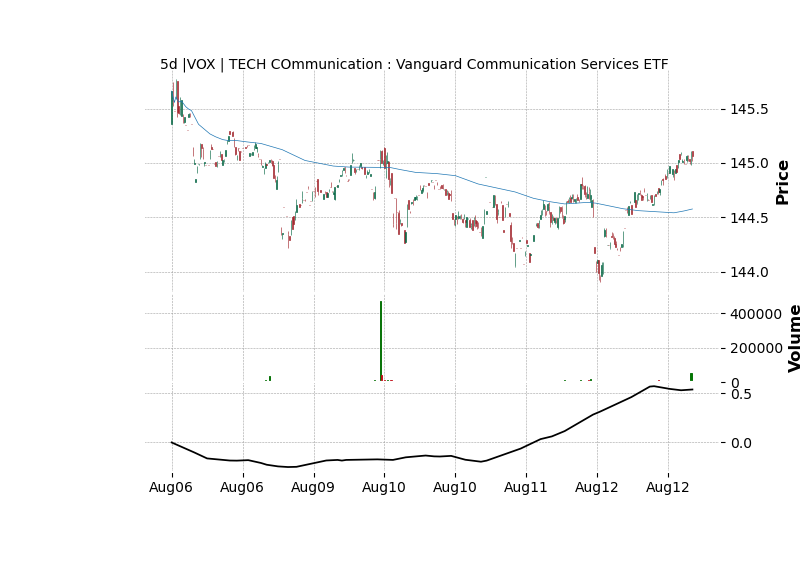 5d |VOX | TECH COmmunication : Vanguard Communication Services ETF
145.5
145.0
144.5
144.0
Price
400000
200000
0
Volume
0.5
0.0
Aug06 Aug06 Aug09 Aug10 Aug10 Aug11 Aug12 Aug12